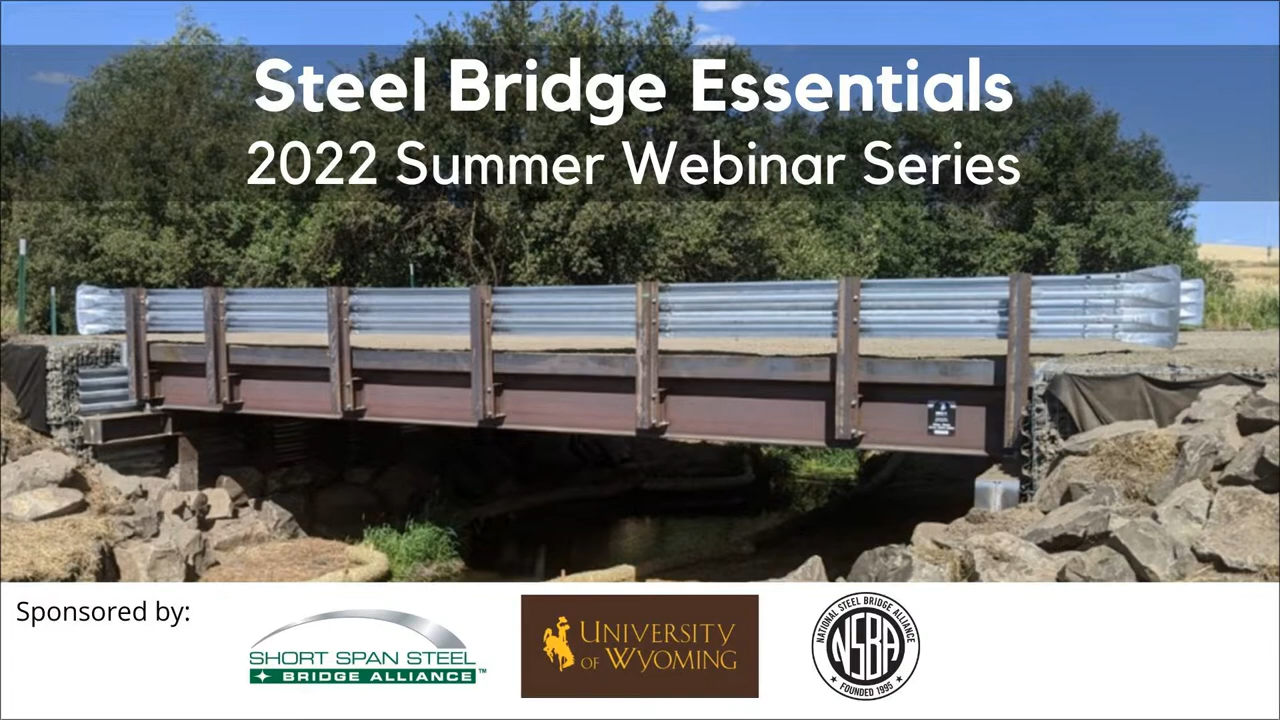 Steel Bridge Essentials
2022 Summer Webinar Series
Sponsored by:
SHORT SPAN STEEL
BRIDGE ALLIANCE™
UNIVERSITY
OF WYOMING
NATIONAL STEEL BRIDGE ALLIANCE
NSBA
FOUNDED 1995